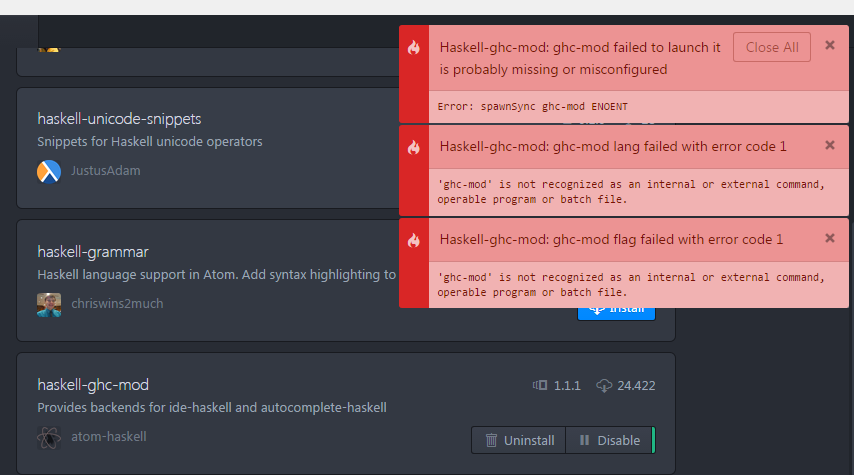 Haskell-ghc-mod: ghc-mod failed to launch it
is probably missing or misconfigured
Close All
Error: spawnSync ghc-mod ENOENT
Haskell-ghc-mod: ghc-mod lang failed with error code 1
'ghc-mod' is not recognized as an internal or external command,
operable program or batch file.
Haskell-ghc-mod: ghc-mod flag failed with error code 1
'ghc-mod' is not recognized as an internal or external command,
operable program or batch file.
haskell-unicode-snippets
Snippets for Haskell unicode operators
JustusAdam
haskell-grammar
Haskell language support in Atom. Add syntax highlighting to
chriswins2much
Install
haskell-ghc-mod
1.1.1
24.422
Provides backends for ide-haskell and autocomplete-haskell
atom-haskell
Uninstall
Disable